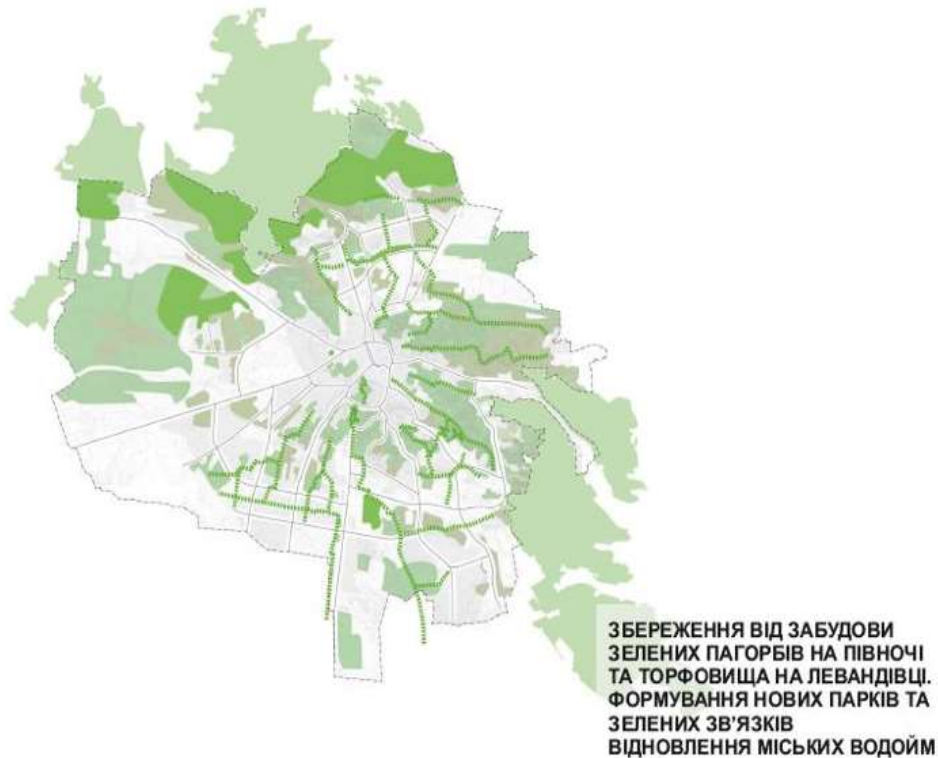 ЗБЕРЕЖЕННЯ ВІД ЗАБУДОВИ
ЗЕЛЕНИХ ПАГОРБІВ НА ПІВНОЧІ
ТА ТОРФОВИЩА НА ЛЕВАНДІВЦІ.
ФОРМУВАННЯ НОВИХ ПАРКІВ ТА
ЗЕЛЕНИХ ЗВ'ЯЗКІВ
ВІДНОВЛЕННЯ МІСЬКИХ ВОДОЙМ